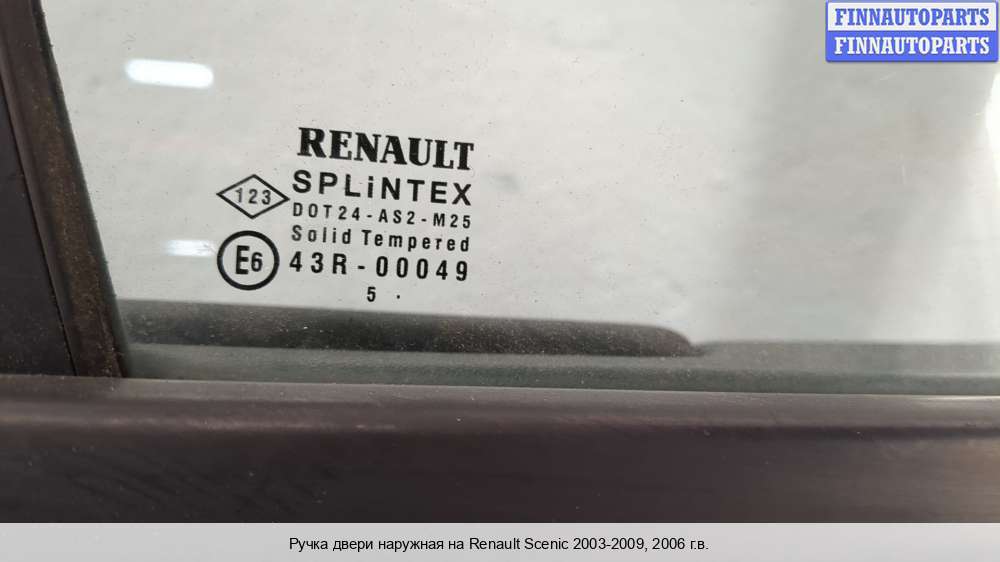 FINNAUTOPARTS
FINNAUTOPARTS
RENAULT
SPLiNTEX
123
DOT24-AS2-M25
Solid Tempered
E6
43R-00049
5 .
Ручка двери наружная на Renault Scenic 2003-2009, 2006 г.в.